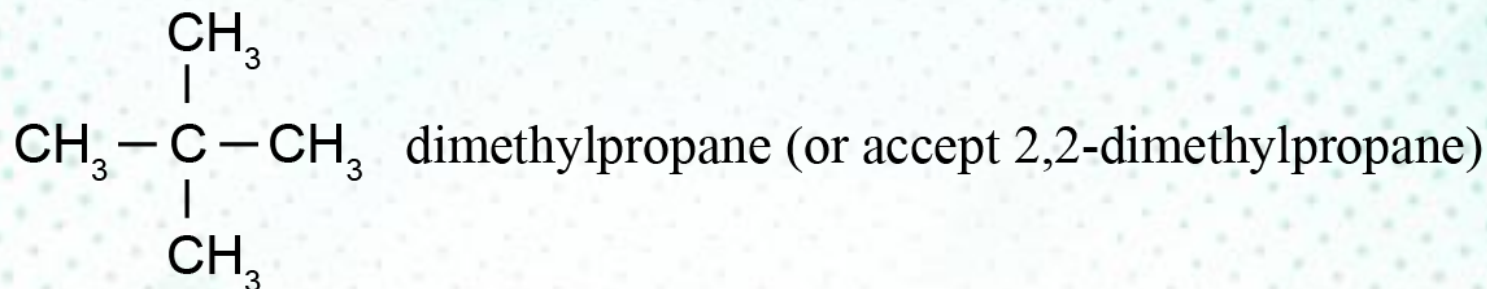 CH₃
|
CH₃ – C – CH₃ dimethylpropane (or accept 2,2-dimethylpropane)
|
CH₃